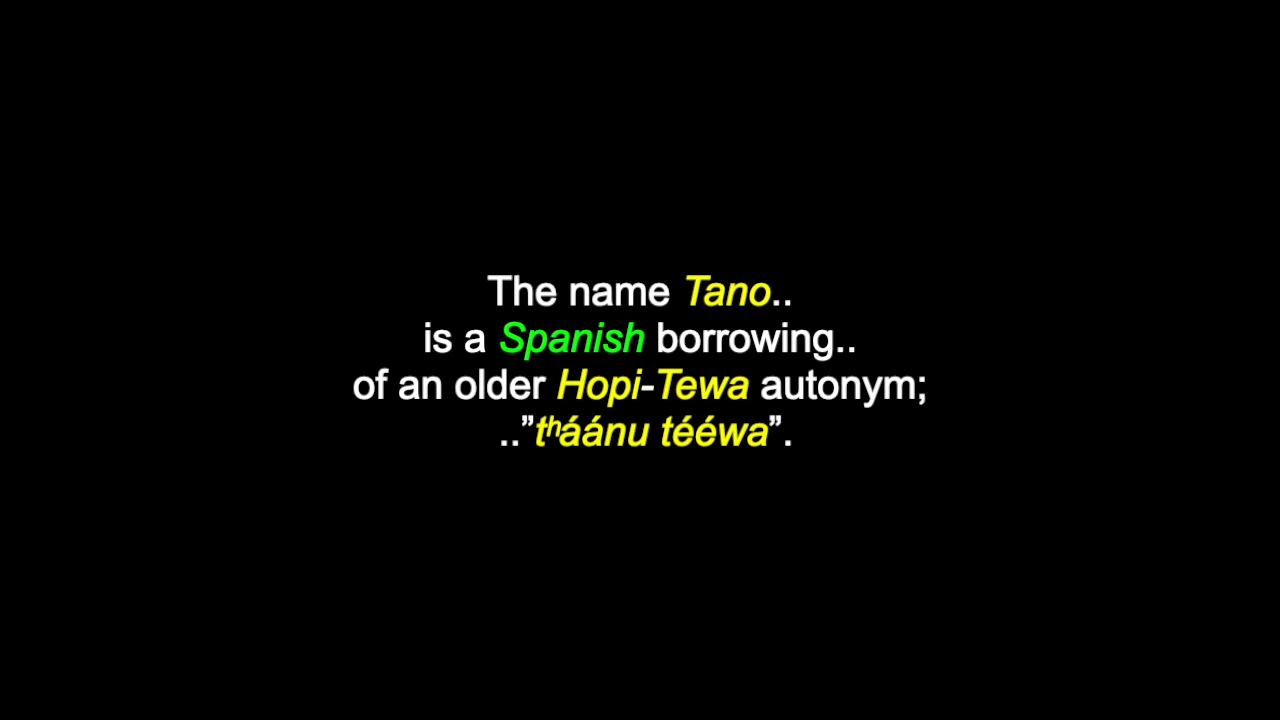 The name Tano..
is a Spanish borrowing..
of an older Hopi-Tewa autonym;
..”tʰáánu tééwa”.